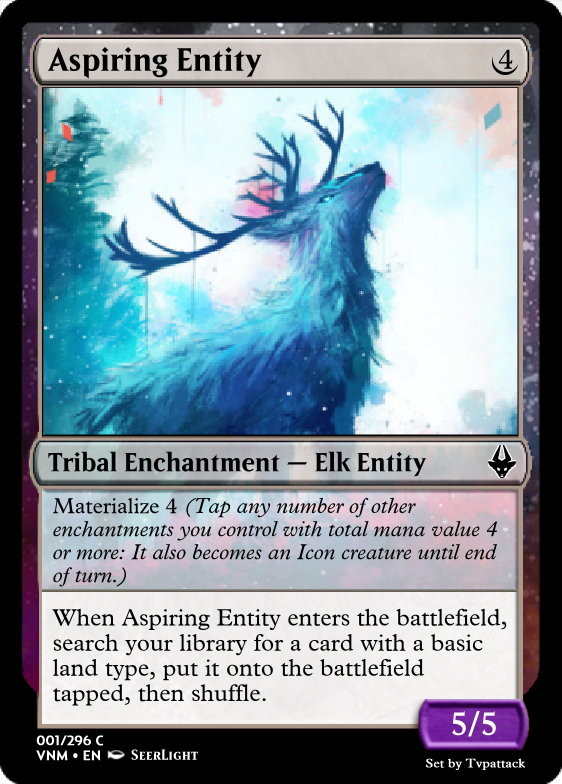 Aspiring Entity 4
Tribal Enchantment — Elk Entity
Materialize 4 (Tap any number of other
enchantments you control with total mana value 4
or more: It also becomes an Icon creature until end
of turn.)
When Aspiring Entity enters the battlefield,
search your library for a card with a basic
land type, put it onto the battlefield
tapped, then shuffle.
5/5
001/296 C
VNM • EN SeerLight
Set by Tvpattack